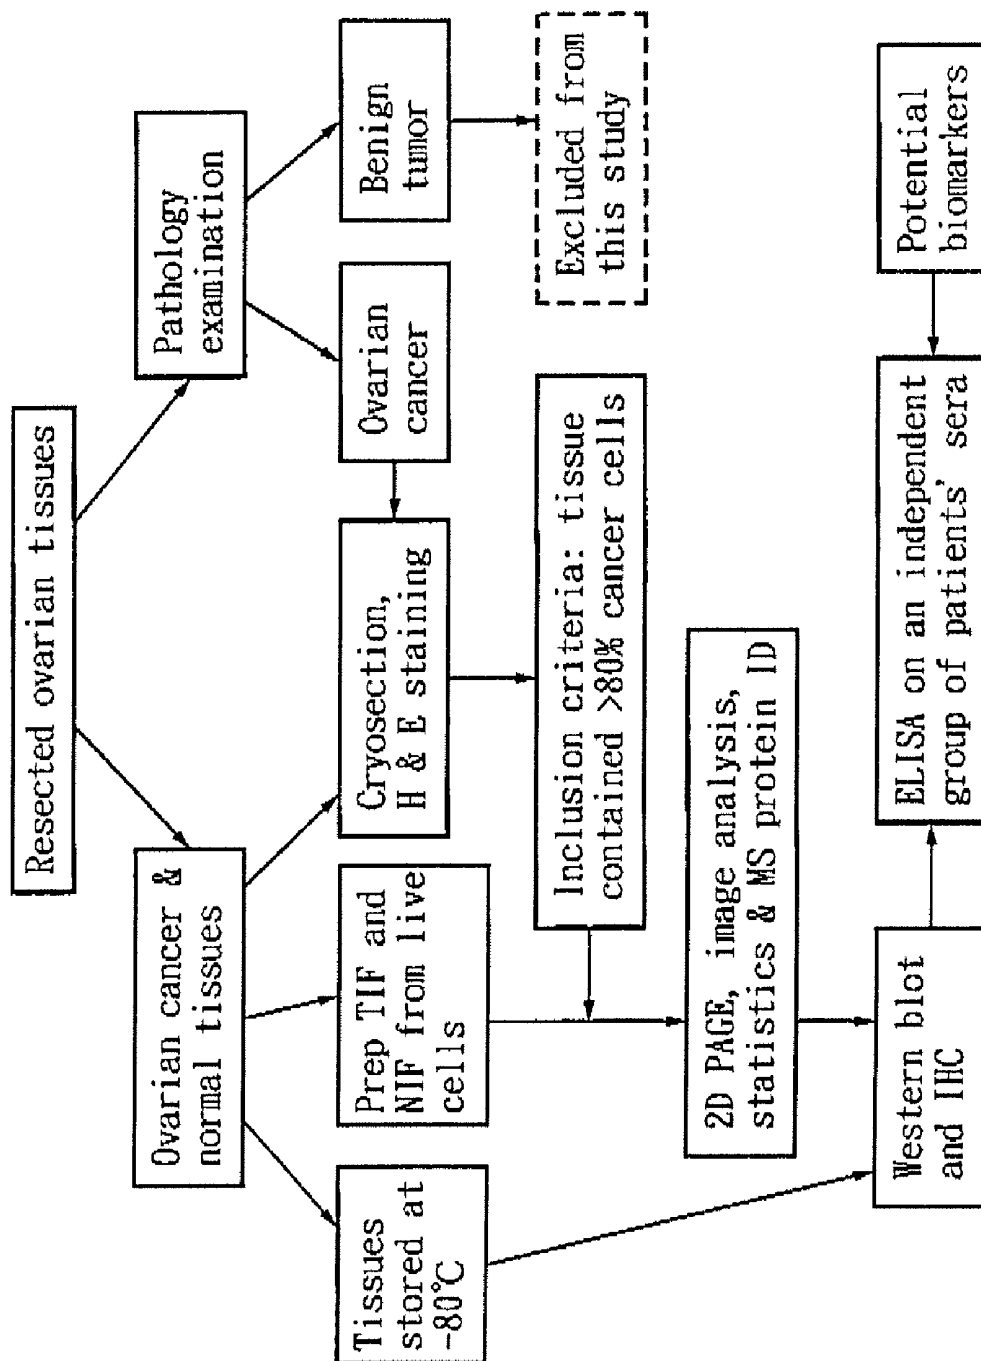 Resected ovarian tissues
Ovarian cancer &
normal tissues
Pathology
examination
Tissues
stored at
-80℃
Prep TIF and
NIF from live
cells
Cryosection,
H & E staining
Ovarian
cancer
Benign
tumor
Inclusion criteria: tissue
contained >80% cancer cells
Excluded from
this study
2D PAGE, image analysis,
statistics & MS protein ID
Western blot
and IHC
ELISA on an independent
group of patients' sera
Potential
biomarkers